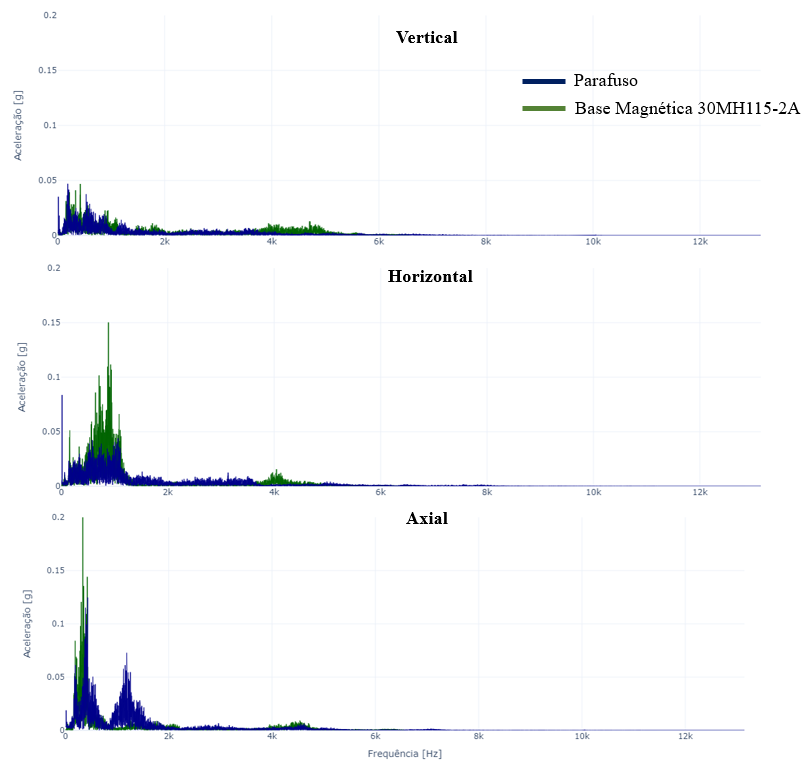 0.2
Vertical
0.15
Parafuso
Base Magnética 30MH115-2A
Aceleração [g]
0.1
0.05
0
0 2k 4k 6k 8k 10k 12k
0.2
Horizontal
0.15
Aceleração [g]
0.1
0.05
0
0 2k 4k 6k 8k 10k 12k
0.2
Axial
0.15
Aceleração [g]
0.1
0.05
0
0 2k 4k 6k 8k 10k 12k
Frequência [Hz]